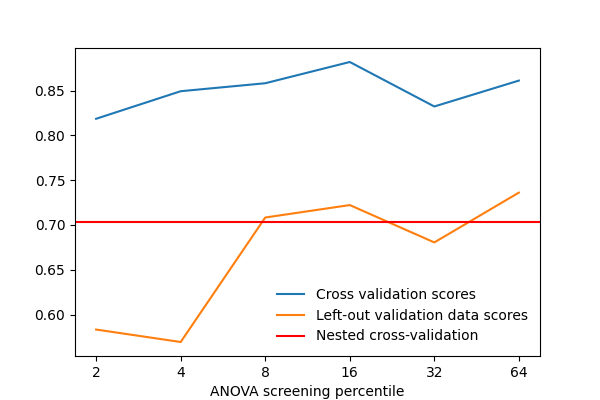 0.85
0.80
0.75
0.70
0.65
0.60
Cross validation scores
Left-out validation data scores
Nested cross-validation
2 4 8 16 32 64
ANOVA screening percentile